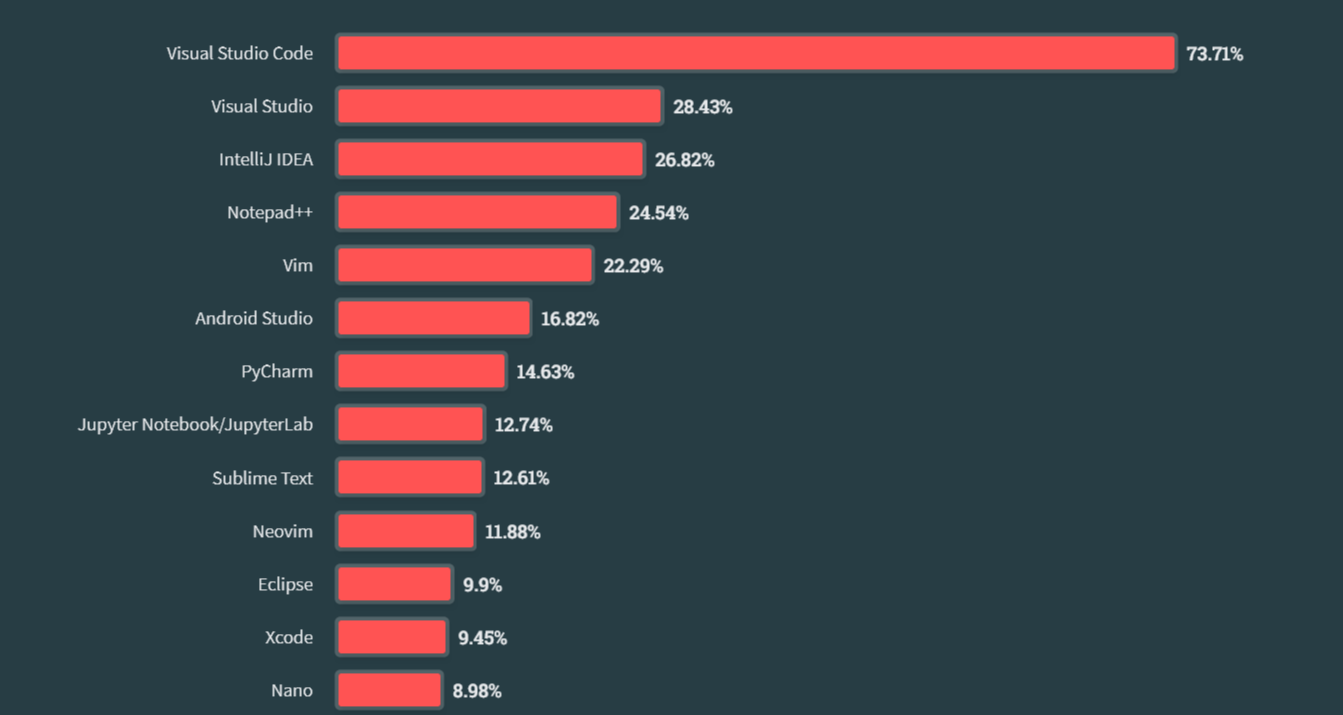 Visual Studio Code 73.71%
Visual Studio 28.43%
IntelliJ IDEA 26.82%
Notepad++ 24.54%
Vim 22.29%
Android Studio 16.82%
PyCharm 14.63%
Jupyter Notebook/JupyterLab 12.74%
Sublime Text 12.61%
Neovim 11.88%
Eclipse 9.9%
Xcode 9.45%
Nano 8.98%